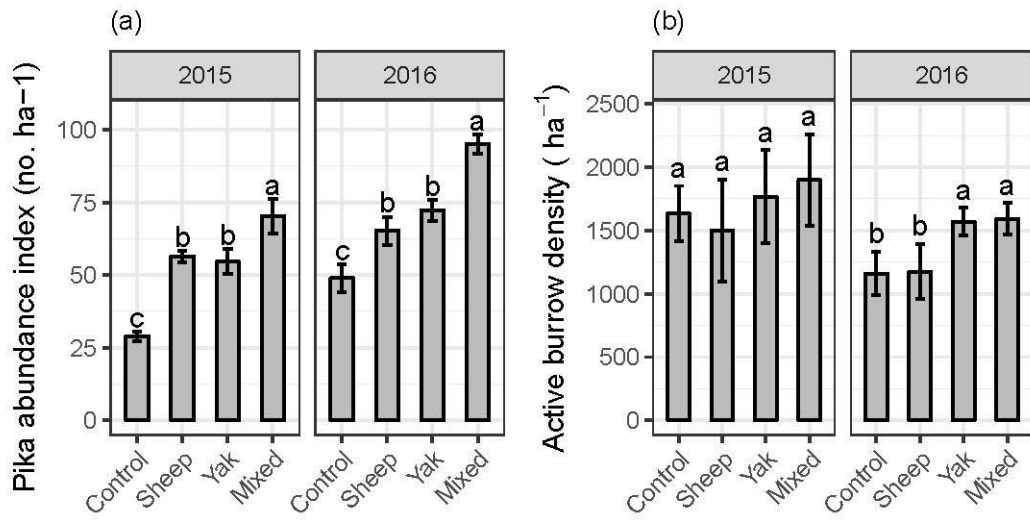 (a)
2015
2016
Pika abundance index (no. ha−1)
100
75
50
25
0
c
b
b
a
c
b
b
a
Control
Sheep
Yak
Mixed
Control
Sheep
Yak
Mixed
(b)
2015
2016
Active burrow density ( ha⁻¹)
2500
2000
1500
1000
500
0
a
a
a
a
b
b
a
a
Control
Sheep
Yak
Mixed
Control
Sheep
Yak
Mixed